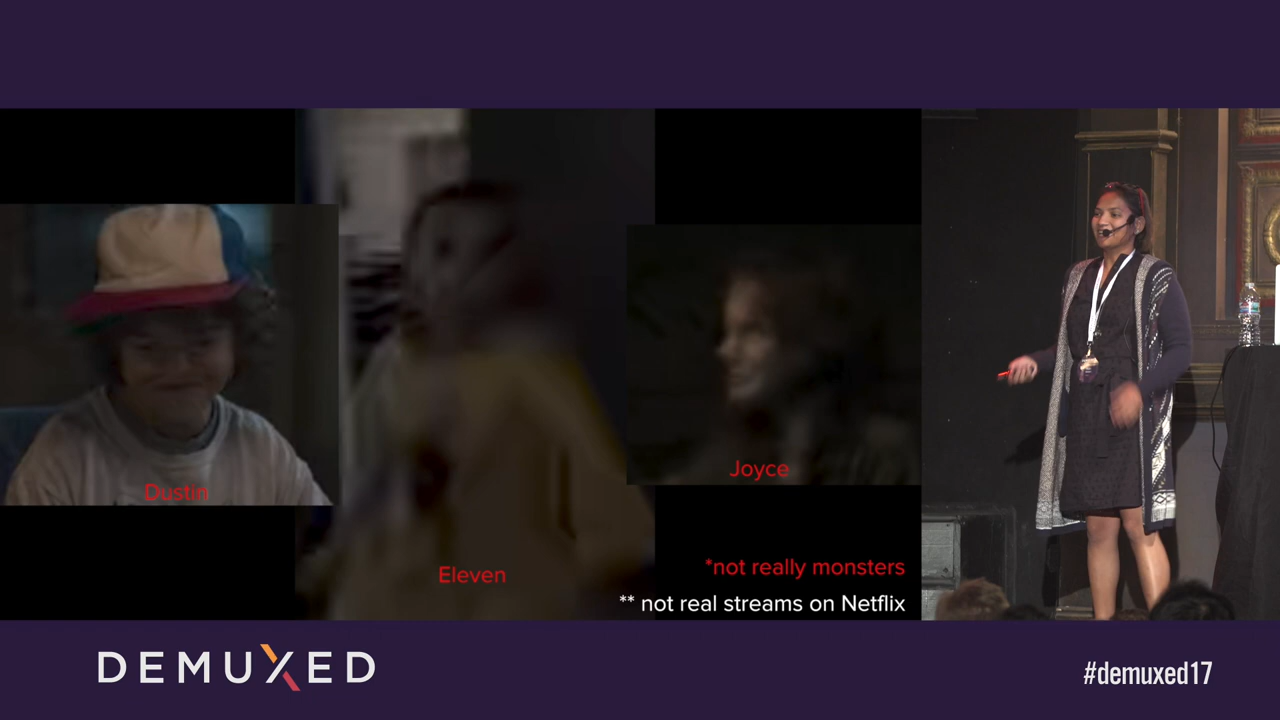 Dustin
Eleven
Joyce
*not really monsters
** not real streams on Netflix
DEMUXED
#demuxed17